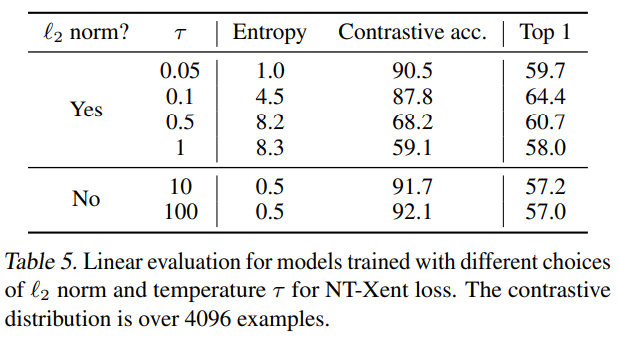 ℓ2 norm? τ Entropy Contrastive acc. Top 1
0.05 1.0 90.5 59.7
0.1 4.5 87.8 64.4
Yes
0.5 8.2 68.2 60.7
1 8.3 59.1 58.0
10 0.5 91.7 57.2
No
100 0.5 92.1 57.0
Table 5. Linear evaluation for models trained with different choices
of ℓ2 norm and temperature τ for NT-Xent loss. The contrastive
distribution is over 4096 examples.